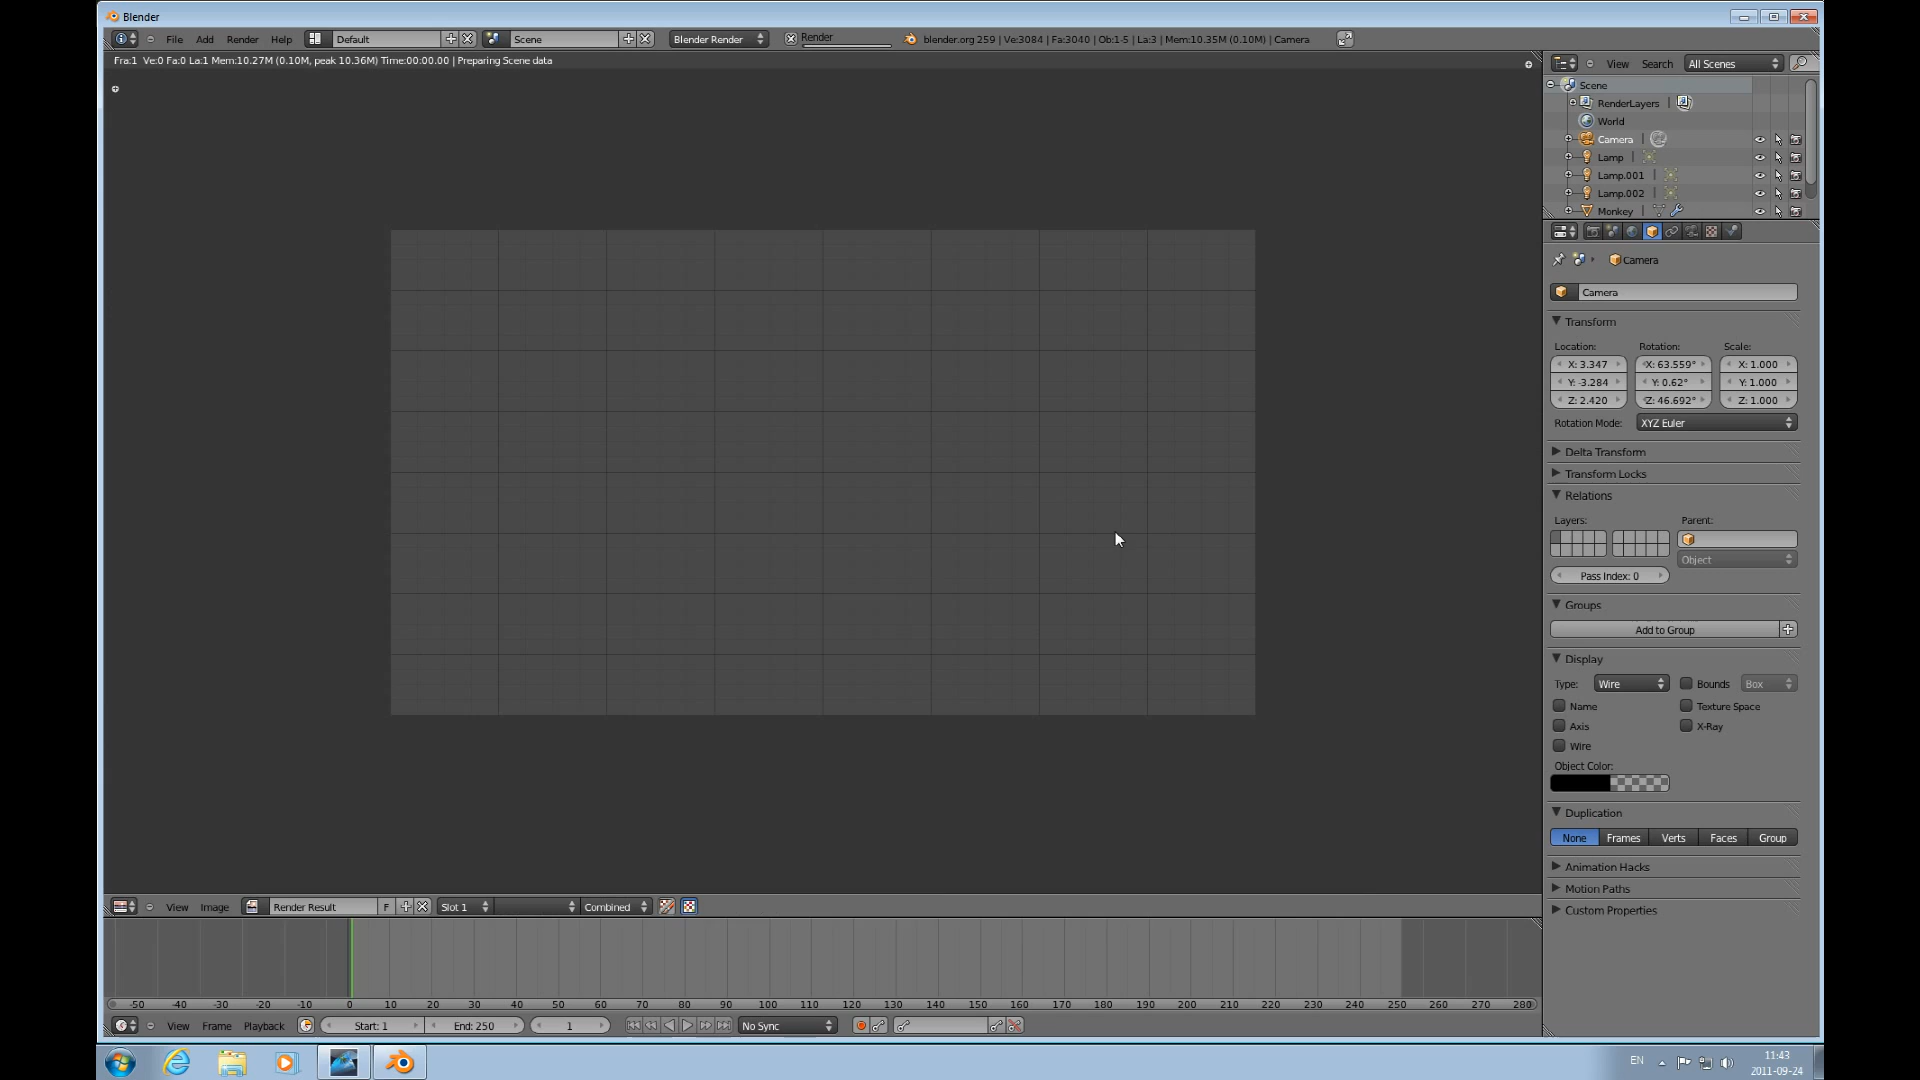 Blender
File Add Render Help Default Scene Blender Render Render blender.org 259 | Ve:3084 | Fa:3040 | Ob:1-5 | La:3 | Mem:10.35M (0.10M) | Camera
Fra:1 Ve:0 Fa:0 La:1 Mem:10.27M (0.10M, peak 10.36M) Time:00:00.00 | Preparing Scene data
View Search All Scenes
Scene
RenderLayers |
World
Camera |
Lamp |
Lamp.001 |
Lamp.002 |
Monkey |
Camera
Camera
Transform
Location: Rotation: Scale:
X: 3.347 X: 63.559° X: 1.000
Y: -3.284 Y: 0.62° Y: 1.000
Z: 2.420 Z: 46.692° Z: 1.000
Rotation Mode: XYZ Euler
Delta Transform
Transform Locks
Relations
Layers: Parent:
Object
Pass Index: 0
Groups
Add to Group
Display
Type: Wire Bounds Box
Name Texture Space
Axis X-Ray
Wire
Object Color:
Duplication
None Frames Verts Faces Group
Animation Hacks
Motion Paths
Custom Properties
View Image Render Result F Slot 1 Combined
-50 -40 -30 -20 -10 0 10 20 30 40 50 60 70 80 90 100 110 120 130 140 150 160 170 180 190 200 210 220 230 240 250 260 270 280
View Frame Playback Start: 1 End: 250 1 No Sync
EN 11:43
2011-09-24